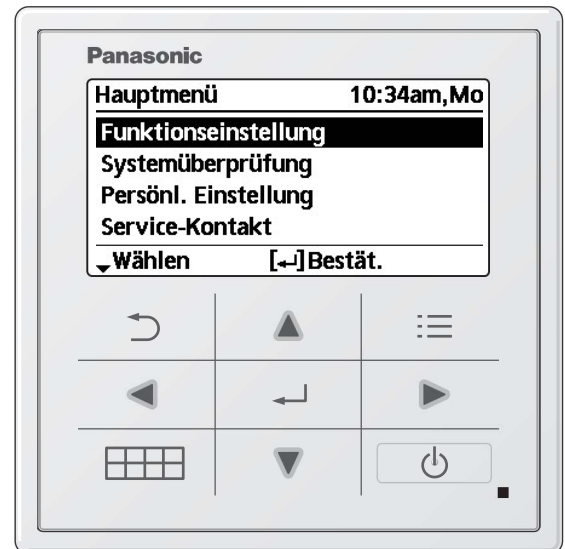 Panasonic
Hauptmenü 10:34am,Mo
Funktionseinstellung
Systemüberprüfung
Persönl. Einstellung
Service-Kontakt
Wählen [↵]Bestät.